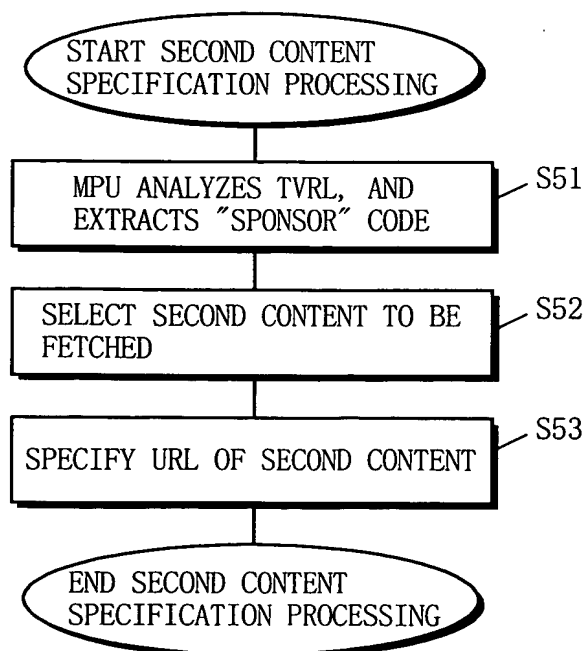 START SECOND CONTENT
SPECIFICATION PROCESSING
MPU ANALYZES TVRL, AND
EXTRACTS "SPONSOR" CODE
S51
SELECT SECOND CONTENT TO BE
FETCHED
S52
SPECIFY URL OF SECOND CONTENT
S53
END SECOND CONTENT
SPECIFICATION PROCESSING